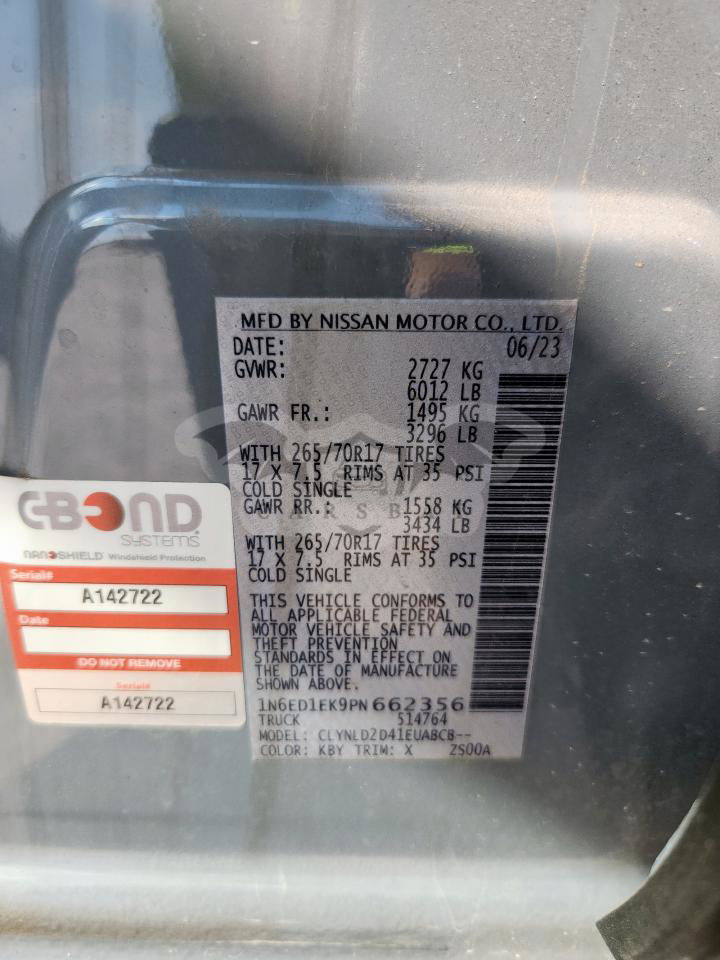 MFD BY NISSAN MOTOR CO., LTD.
DATE: 06/23
GVWR: 2727 KG
6012 LB
GAWR FR.: 1495 KG
3296 LB
WITH 265/70R17 TIRES
17 X 7.5 RIMS AT 35 PSI
COLD SINGLE
GAWR RR.: 1558 KG
3434 LB
WITH 265/70R17 TIRES
17 X 7.5 RIMS AT 35 PSI
COLD SINGLE
THIS VEHICLE CONFORMS TO
ALL APPLICABLE FEDERAL
MOTOR VEHICLE SAFETY AND
THEFT PREVENTION
STANDARDS IN EFFECT ON
THE DATE OF MANUFACTURE
SHOWN ABOVE.
1N6ED1EK9PN662356
TRUCK 514764
MODEL: CLYNLD2D41EUABCB--
COLOR: KBY TRIM: X ZS00A
C-BOND
SYSTEMS
NANOSHIELD Windshield Protection
Serial#
A142722
Date
DO NOT REMOVE
Serial#
A142722